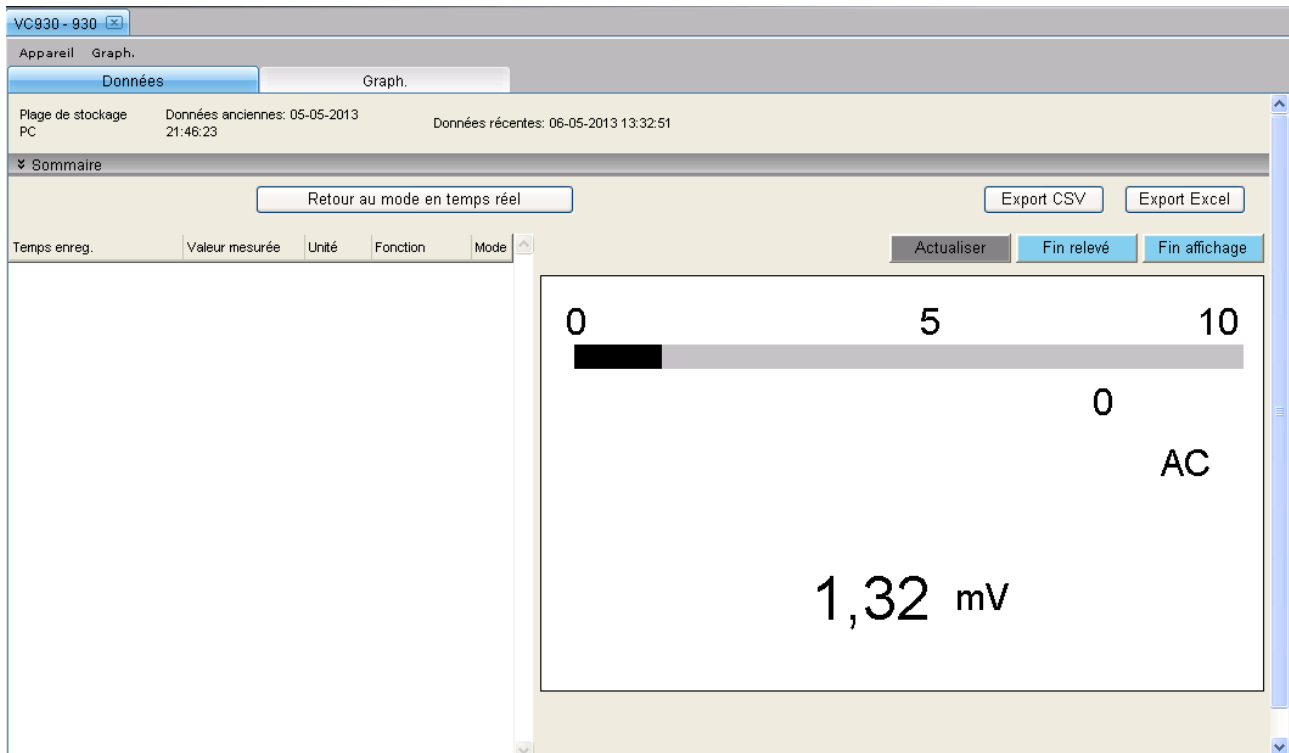 VC930 - 930
Appareil Graph.
Données Graph.
Plage de stockage PC
Données anciennes: 05-05-2013 21:46:23
Données récentes: 06-05-2013 13:32:51
Sommaire
Retour au mode en temps réel
Export CSV Export Excel
Temps enreg. Valeur mesurée Unité Fonction Mode
Actualiser Fin relevé Fin affichage
0 5 10
0
AC
1,32 mV